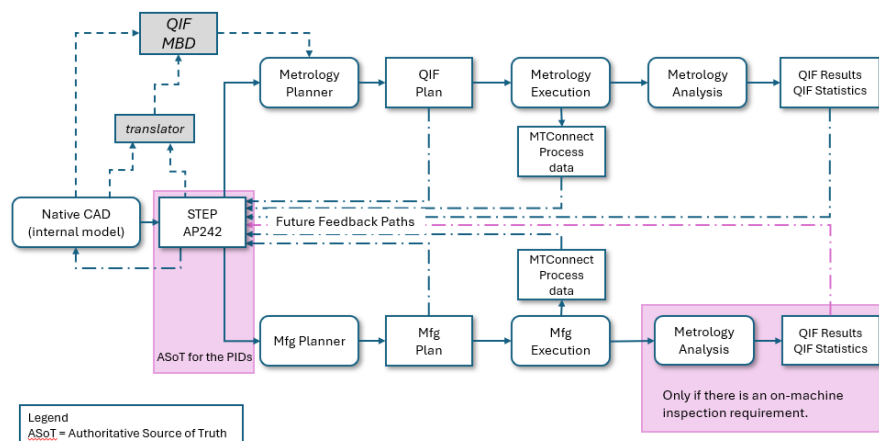 QIF
MBD
translator
Metrology
Planner
QIF
Plan
Metrology
Execution
Metrology
Analysis
QIF Results
QIF Statistics
MTConnect
Process
data
Native CAD
(internal model)
STEP
AP242
Future Feedback Paths
MTConnect
Process
data
ASoT for the PIDs
Mfg Planner
Mfg
Plan
Mfg
Execution
Metrology
Analysis
QIF Results
QIF Statistics
Only if there is an on-machine
inspection requirement.
Legend
ASoT = Authoritative Source of Truth